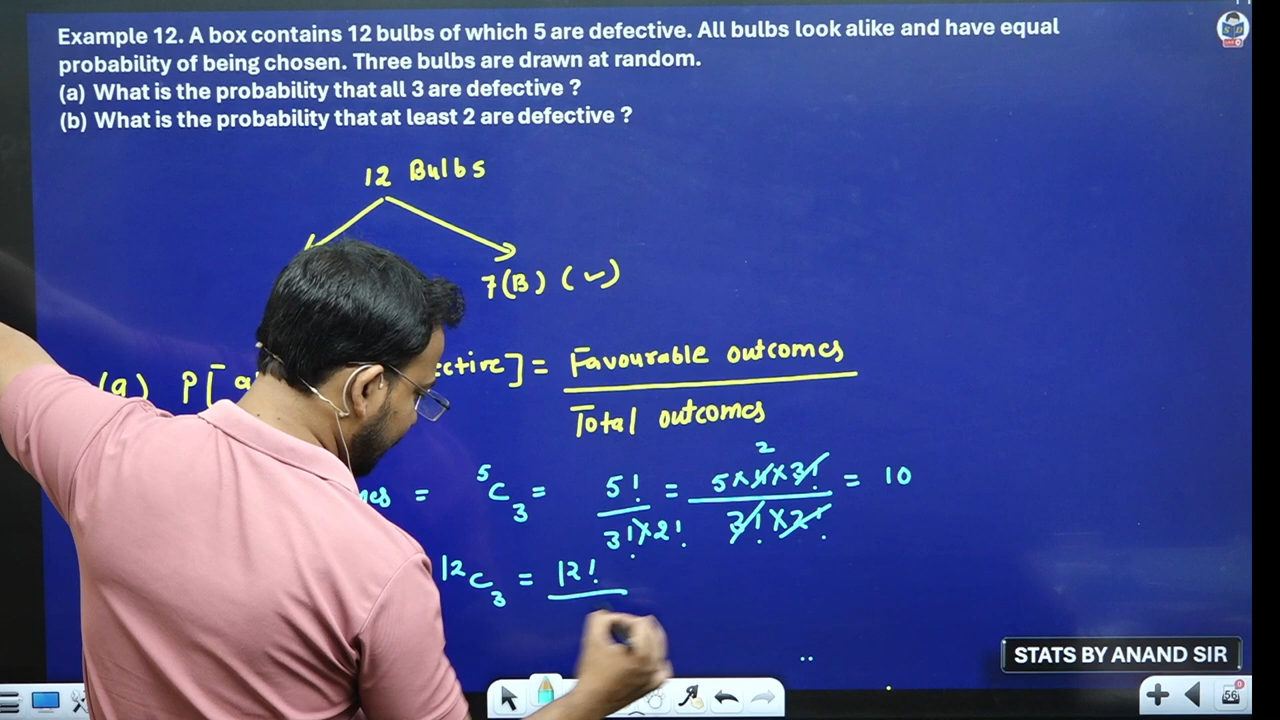 Example 12. A box contains 12 bulbs of which 5 are defective. All bulbs look alike and have equal
probability of being chosen. Three bulbs are drawn at random.
(a) What is the probability that all 3 are defective ?
(b) What is the probability that at least 2 are defective ?
12 Bulbs
7(B) (✓)
(a) P[ a ective] = Favourable outcomes
Total outcomes
mes = ⁵C₃ = 5! / 3!×2! = 5×4×3! / 3!×2! = 10
2
¹²C₃ = 12!
STATS BY ANAND SIR
56